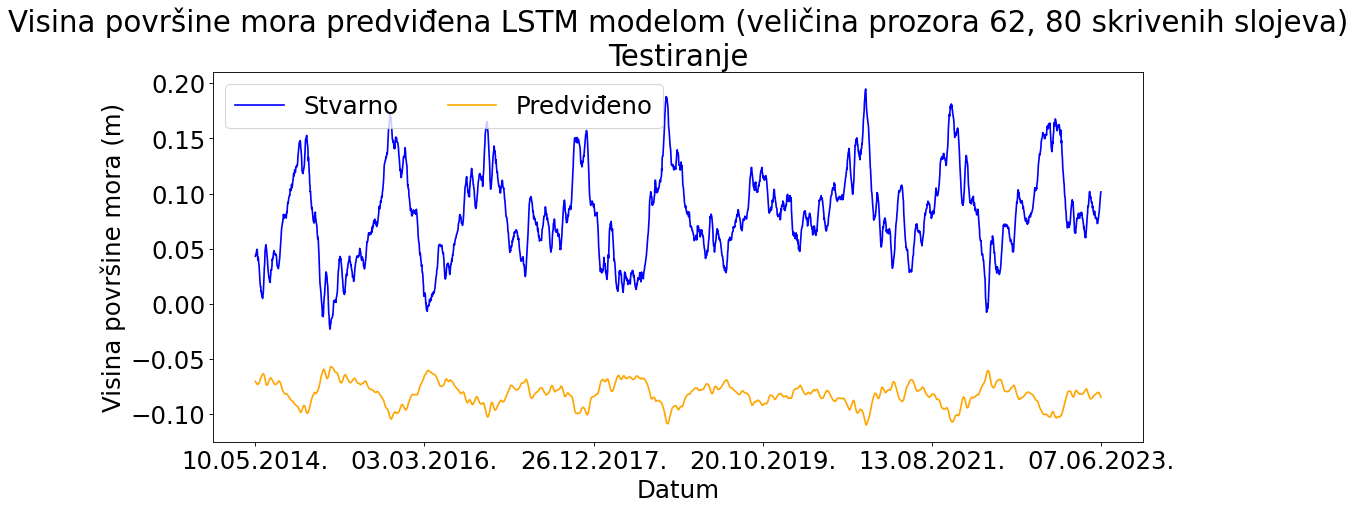 Visina površine mora predviđena LSTM modelom (veličina prozora 62, 80 skrivenih slojeva)
Testiranje
Stvarno Predviđeno
Visina površine mora (m)
0.20
0.15
0.10
0.05
0.00
−0.05
−0.10
10.05.2014. 03.03.2016. 26.12.2017. 20.10.2019. 13.08.2021. 07.06.2023.
Datum